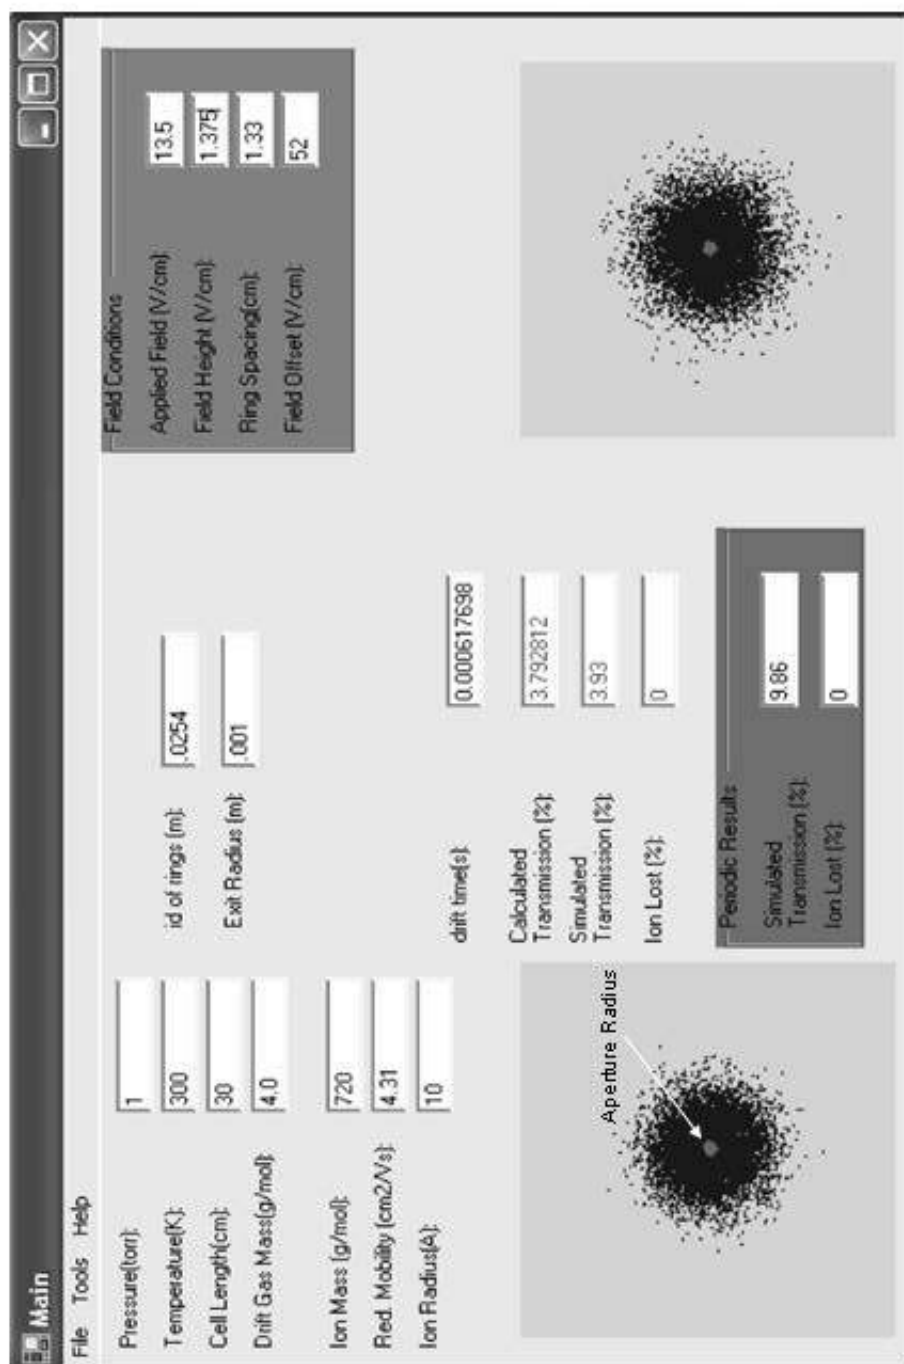 Main
File Tools Help
Pressure(torr):
1
Temperature(K):
300
Cell Length(cm):
30
Drift Gas Mass(g/mol):
4.0
Ion Mass (g/mol):
720
Red. Mobility (cm2/Vs):
4.31
Ion Radius(A):
10
id of rings (m):
.0254
Exit Radius (m):
.001
Field Conditions
Applied Field (V/cm):
13.5
Field Height (V/cm):
1.375
Ring Spacing(cm):
1.33
Field Offset (V/cm):
52
drift time(s):
0.000617698
Calculated
Transmission (%):
3.792812
Simulated
Transmission (%):
3.93
Ion Lost (%):
0
Periodic Results
Simulated
Transmission (%):
9.86
Ion Lost (%):
0
Aperture Radius